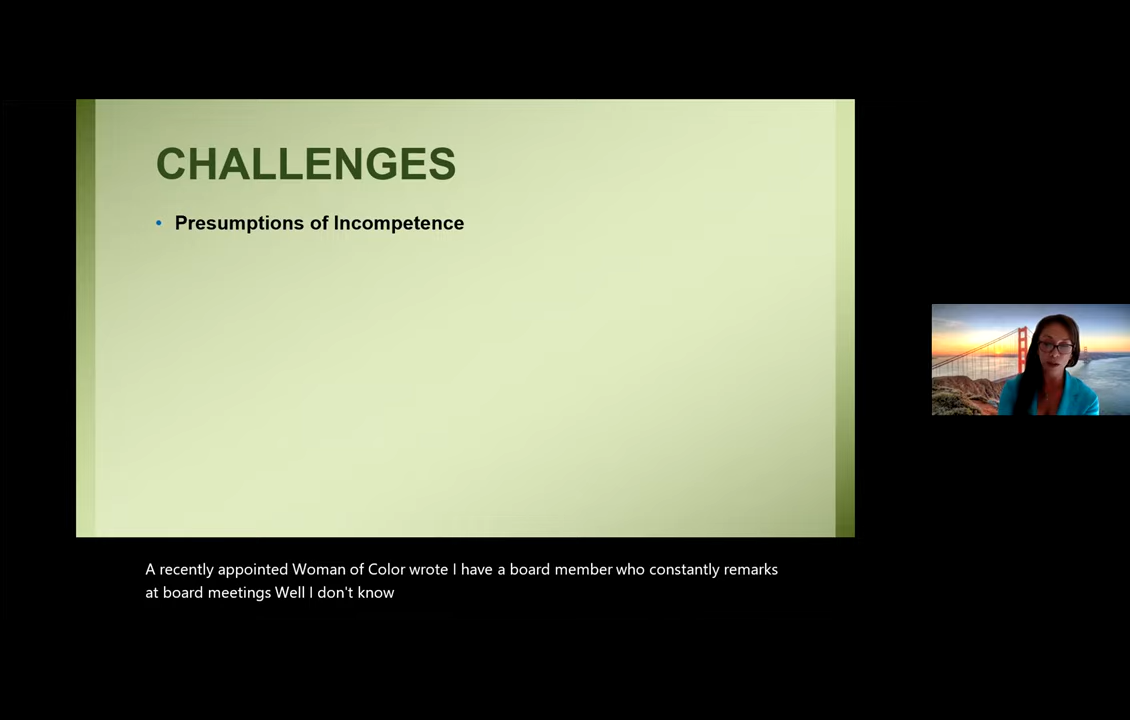 CHALLENGES
• Presumptions of Incompetence
A recently appointed Woman of Color wrote I have a board member who constantly remarks
at board meetings Well I don't know